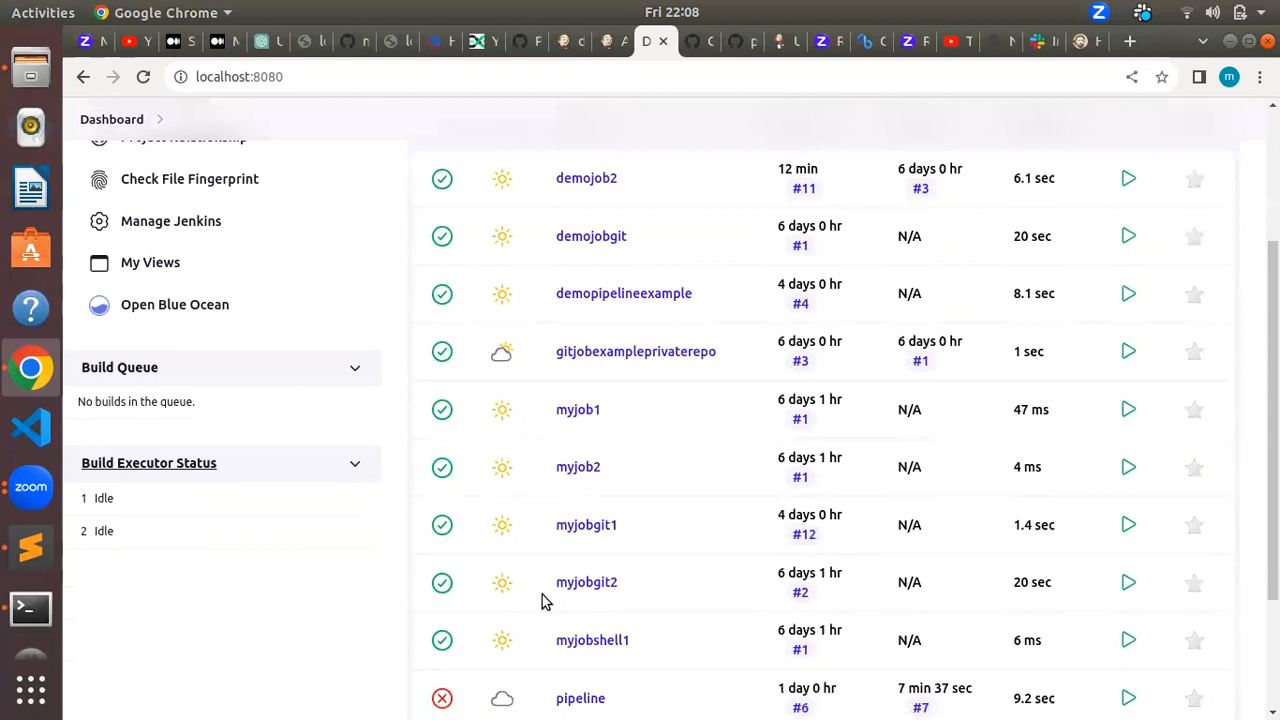 Activities
Google Chrome
Fri 22:08
localhost:8080
m
Dashboard
Check File Fingerprint
Manage Jenkins
My Views
Open Blue Ocean
Build Queue
No builds in the queue.
Build Executor Status
1 Idle
2 Idle
demojob2 12 min #11 6 days 0 hr #3 6.1 sec
demojobgit 6 days 0 hr #1 N/A 20 sec
demopipelineexample 4 days 0 hr #4 N/A 8.1 sec
gitjobexampleprivaterepo 6 days 0 hr #3 6 days 0 hr #1 1 sec
myjob1 6 days 1 hr #1 N/A 47 ms
myjob2 6 days 1 hr #1 N/A 4 ms
myjobgit1 4 days 0 hr #12 N/A 1.4 sec
myjobgit2 6 days 1 hr #2 N/A 20 sec
myjobshell1 6 days 1 hr #1 N/A 6 ms
pipeline 1 day 0 hr #6 7 min 37 sec #7 9.2 sec
zoom